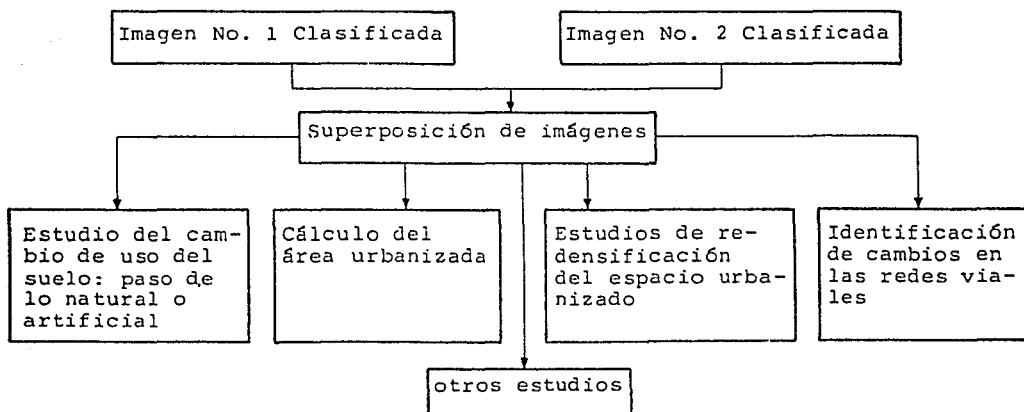 Imagen No. 1 Clasificada
Imagen No. 2 Clasificada
Superposición de imágenes
Estudio del cam-
bio de uso del
suelo: paso de
lo natural o
artificial
Cálculo del
área urbanizada
Estudios de re-
densificación
del espacio urba-
nizado
Identificación
de cambios en
las redes via-
les
otros estudios